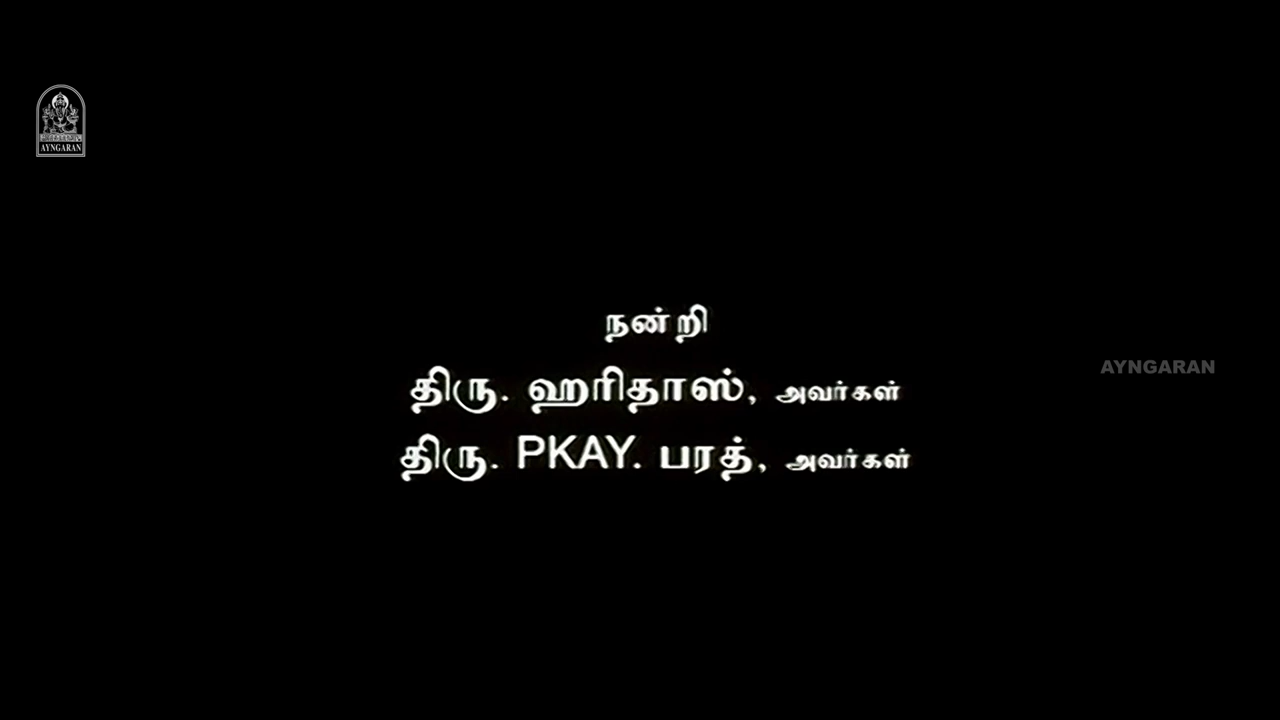 AYNGARAN
நன்றி
திரு. ஹரிதாஸ், அவர்கள்
AYNGARAN
திரு. PKAY. பரத், அவர்கள்